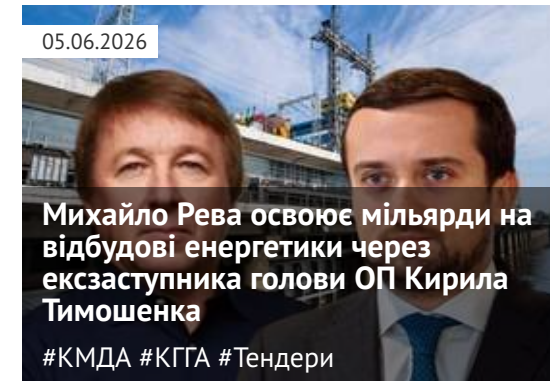 05.06.2026
Михайло Рева освоює мільярди на
відбудові енергетики через
ексзаступника голови ОП Кирила
Тимошенка
#КМДА #КГГА #Тендери